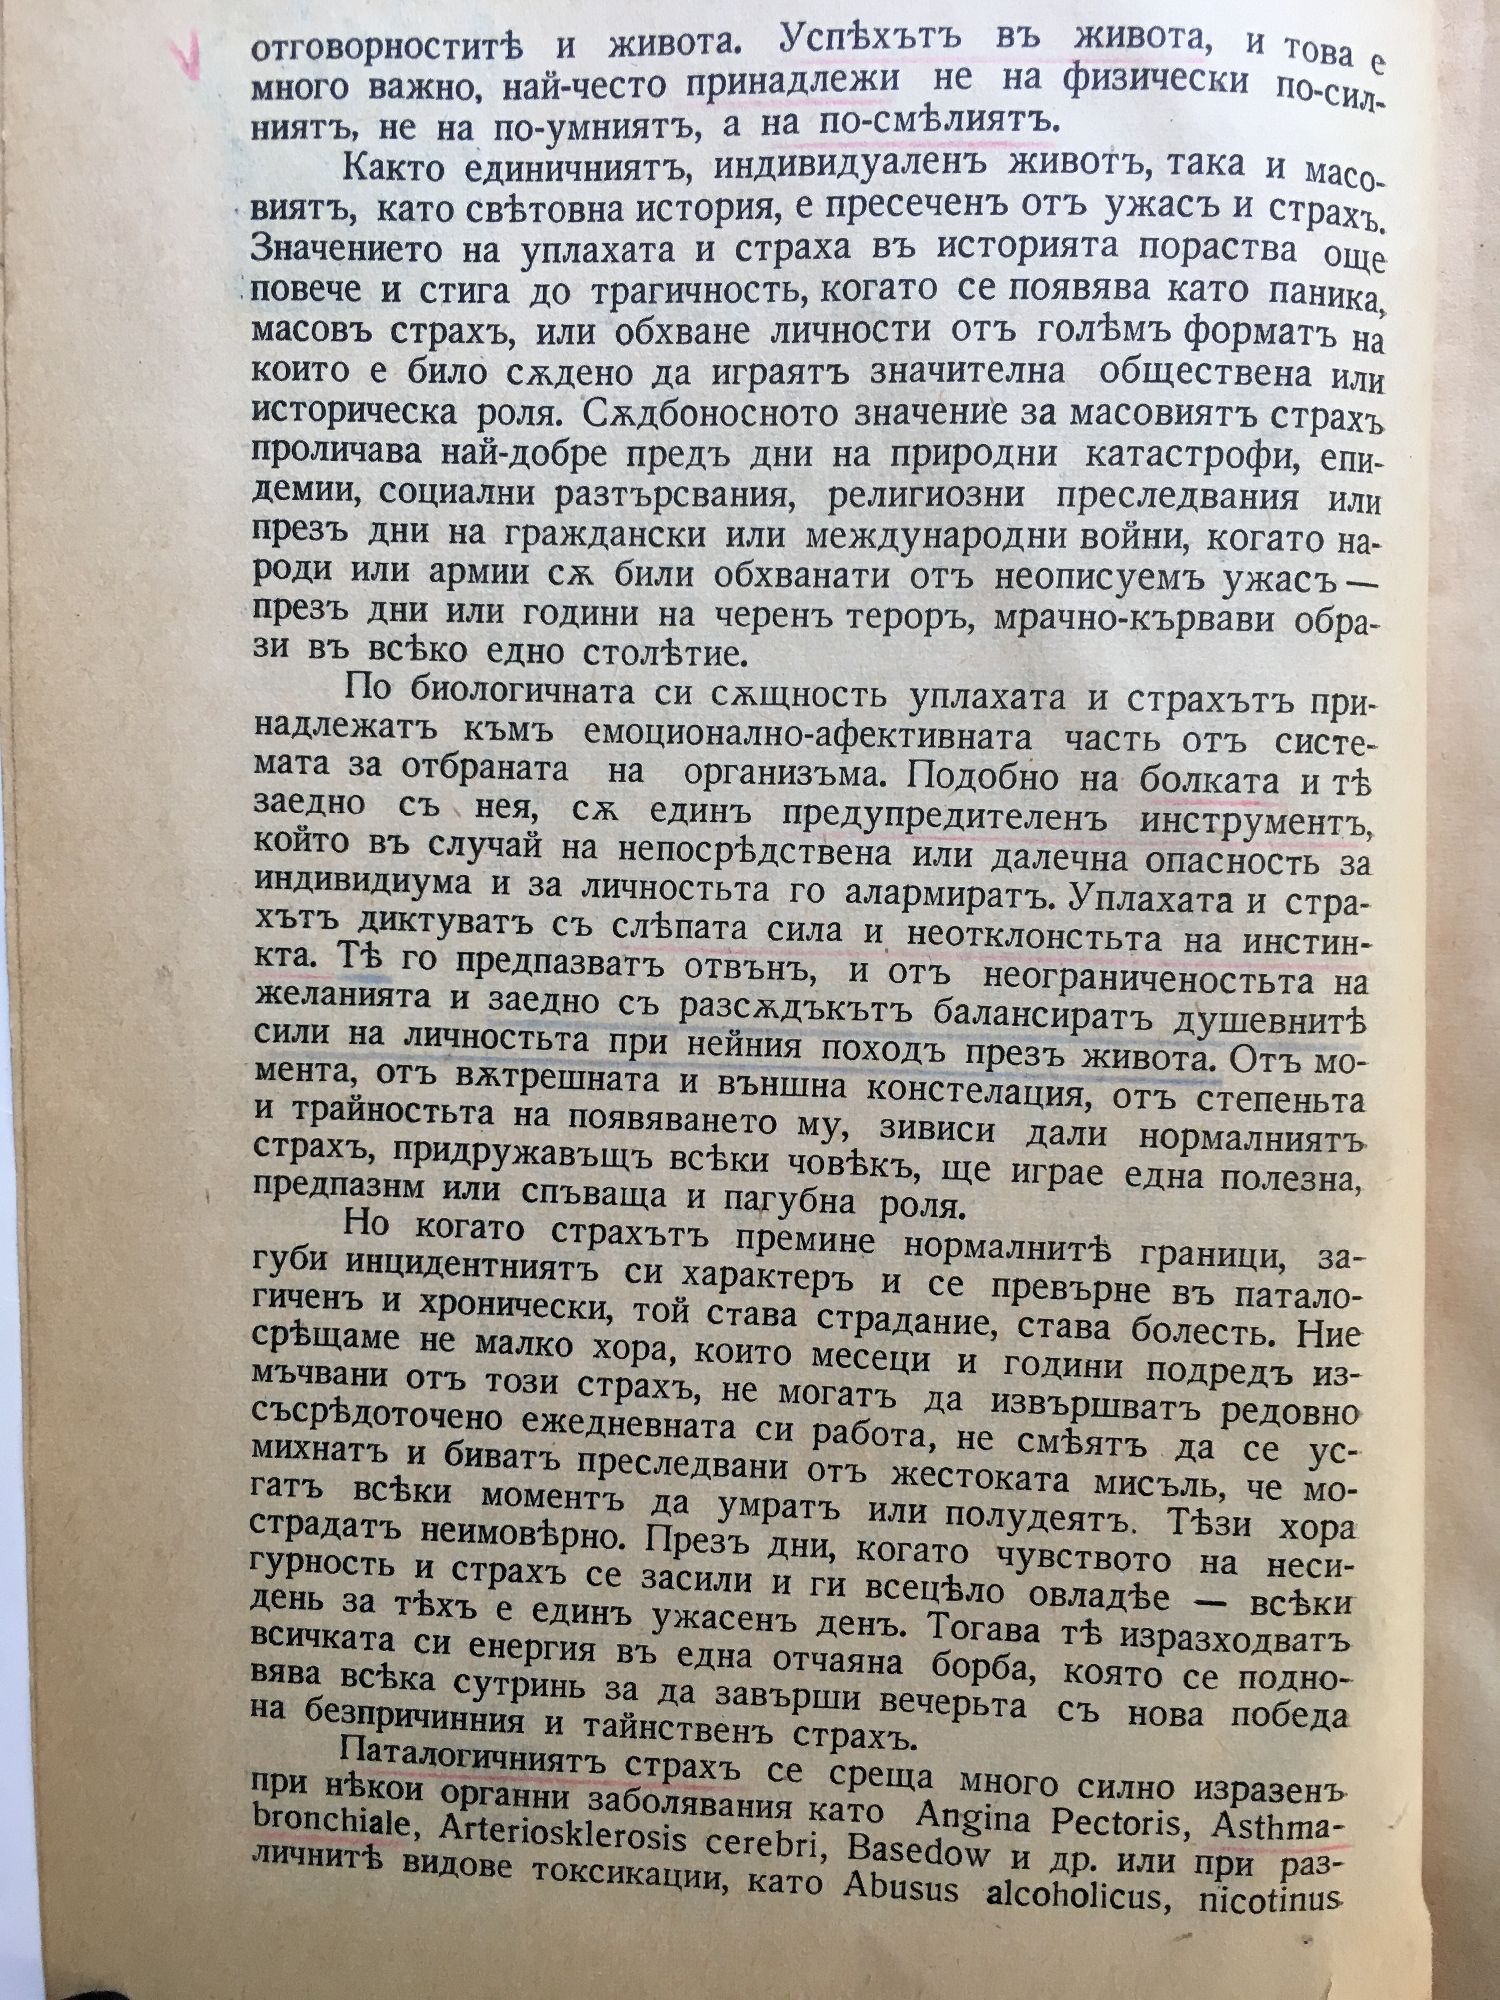 отговорноститѣ и живота. Успѣхътъ въ живота, и това е
много важно, най-често принадлежи не на физически по-сил-
ниятъ, не на по-умниятъ, а на по-смѣлиятъ.
Както единичниятъ, индивидуаленъ животъ, така и масо-
виятъ, като свѣтовна история, е пресеченъ отъ ужасъ и страхъ.
Значението на уплахата и страха въ историята пораства още
повече и стига до трагичность, когато се появява като паника,
масовъ страхъ, или обхване личности отъ голѣмъ форматъ на
които е било сѫдено да играятъ значителна обществена или
историческа роля. Сѫдбоносното значение за масовиятъ страхъ
проличава най-добре предъ дни на природни катастрофи, епи-
демии, социални разтърсвания, религиозни преследвания или
презъ дни на граждански или международни войни, когато на-
роди или армии сѫ били обхванати отъ неописуемъ ужасъ —
презъ дни или години на черенъ тероръ, мрачно-кървави обра-
зи въ всѣко едно столѣтие.
По биологичната си сѫщность уплахата и страхътъ при-
надлежатъ къмъ емоционално-афективната часть отъ систе-
мата за отбраната на организъма. Подобно на болката и тѣ
заедно съ нея, сѫ единъ предупредителенъ инструментъ,
който въ случай на непосрѣдствена или далечна опасность за
индивидиума и за личностьта го алармиратъ. Уплахата и стра-
хътъ диктуватъ съ слѣпата сила и неотклонстьта на инстин-
кта. Тѣ го предпазватъ отвънъ, и отъ неограниченостьта на
желанията и заедно съ разсѫдъкътъ балансиратъ душевнитѣ
сили на личностьта при нейния походъ презъ живота. Отъ мо-
мента, отъ вѫтрешната и външна констелация, отъ степеньта
и трайностьта на появяването му, зивиси дали нормалниятъ
страхъ, придружавъщъ всѣки човѣкъ, ще играе една полезна,
предпазнм или спъваща и пагубна роля.
Но когато страхътъ премине нормалнитѣ граници, за-
губи инцидентниятъ си характеръ и се превърне въ патало-
гиченъ и хронически, той става страдание, става болесть. Ние
срѣщаме не малко хора, които месеци и години подредъ из-
мъчвани отъ този страхъ, не могатъ да извършватъ редовно
съсрѣдоточено ежедневната си работа, не смѣятъ да се ус-
михнатъ и биватъ преследвани отъ жестоката мисъль, че мо-
гатъ всѣки моментъ да умратъ или полудеятъ. Тѣзи хора
страдатъ неимовѣрно. Презъ дни, когато чувството на неси-
гурность и страхъ се засили и ги всецѣло овладѣе — всѣки
день за тѣхъ е единъ ужасенъ денъ. Тогава тѣ изразходватъ
всичката си енергия въ една отчаяна борба, която се подно-
вява всѣка сутринь за да завърши вечерьта съ нова победа
на безпричинния и тайнственъ страхъ.
Паталогичниятъ страхъ се среща много силно изразенъ
при нѣкои органни заболявания като Angina Pectoris, Asthma-
bronchiale, Arteriosklerosis cerebri, Basedow и др. или при раз-
личнитѣ видове токсикации, като Abusus alcoholicus, nicotinus